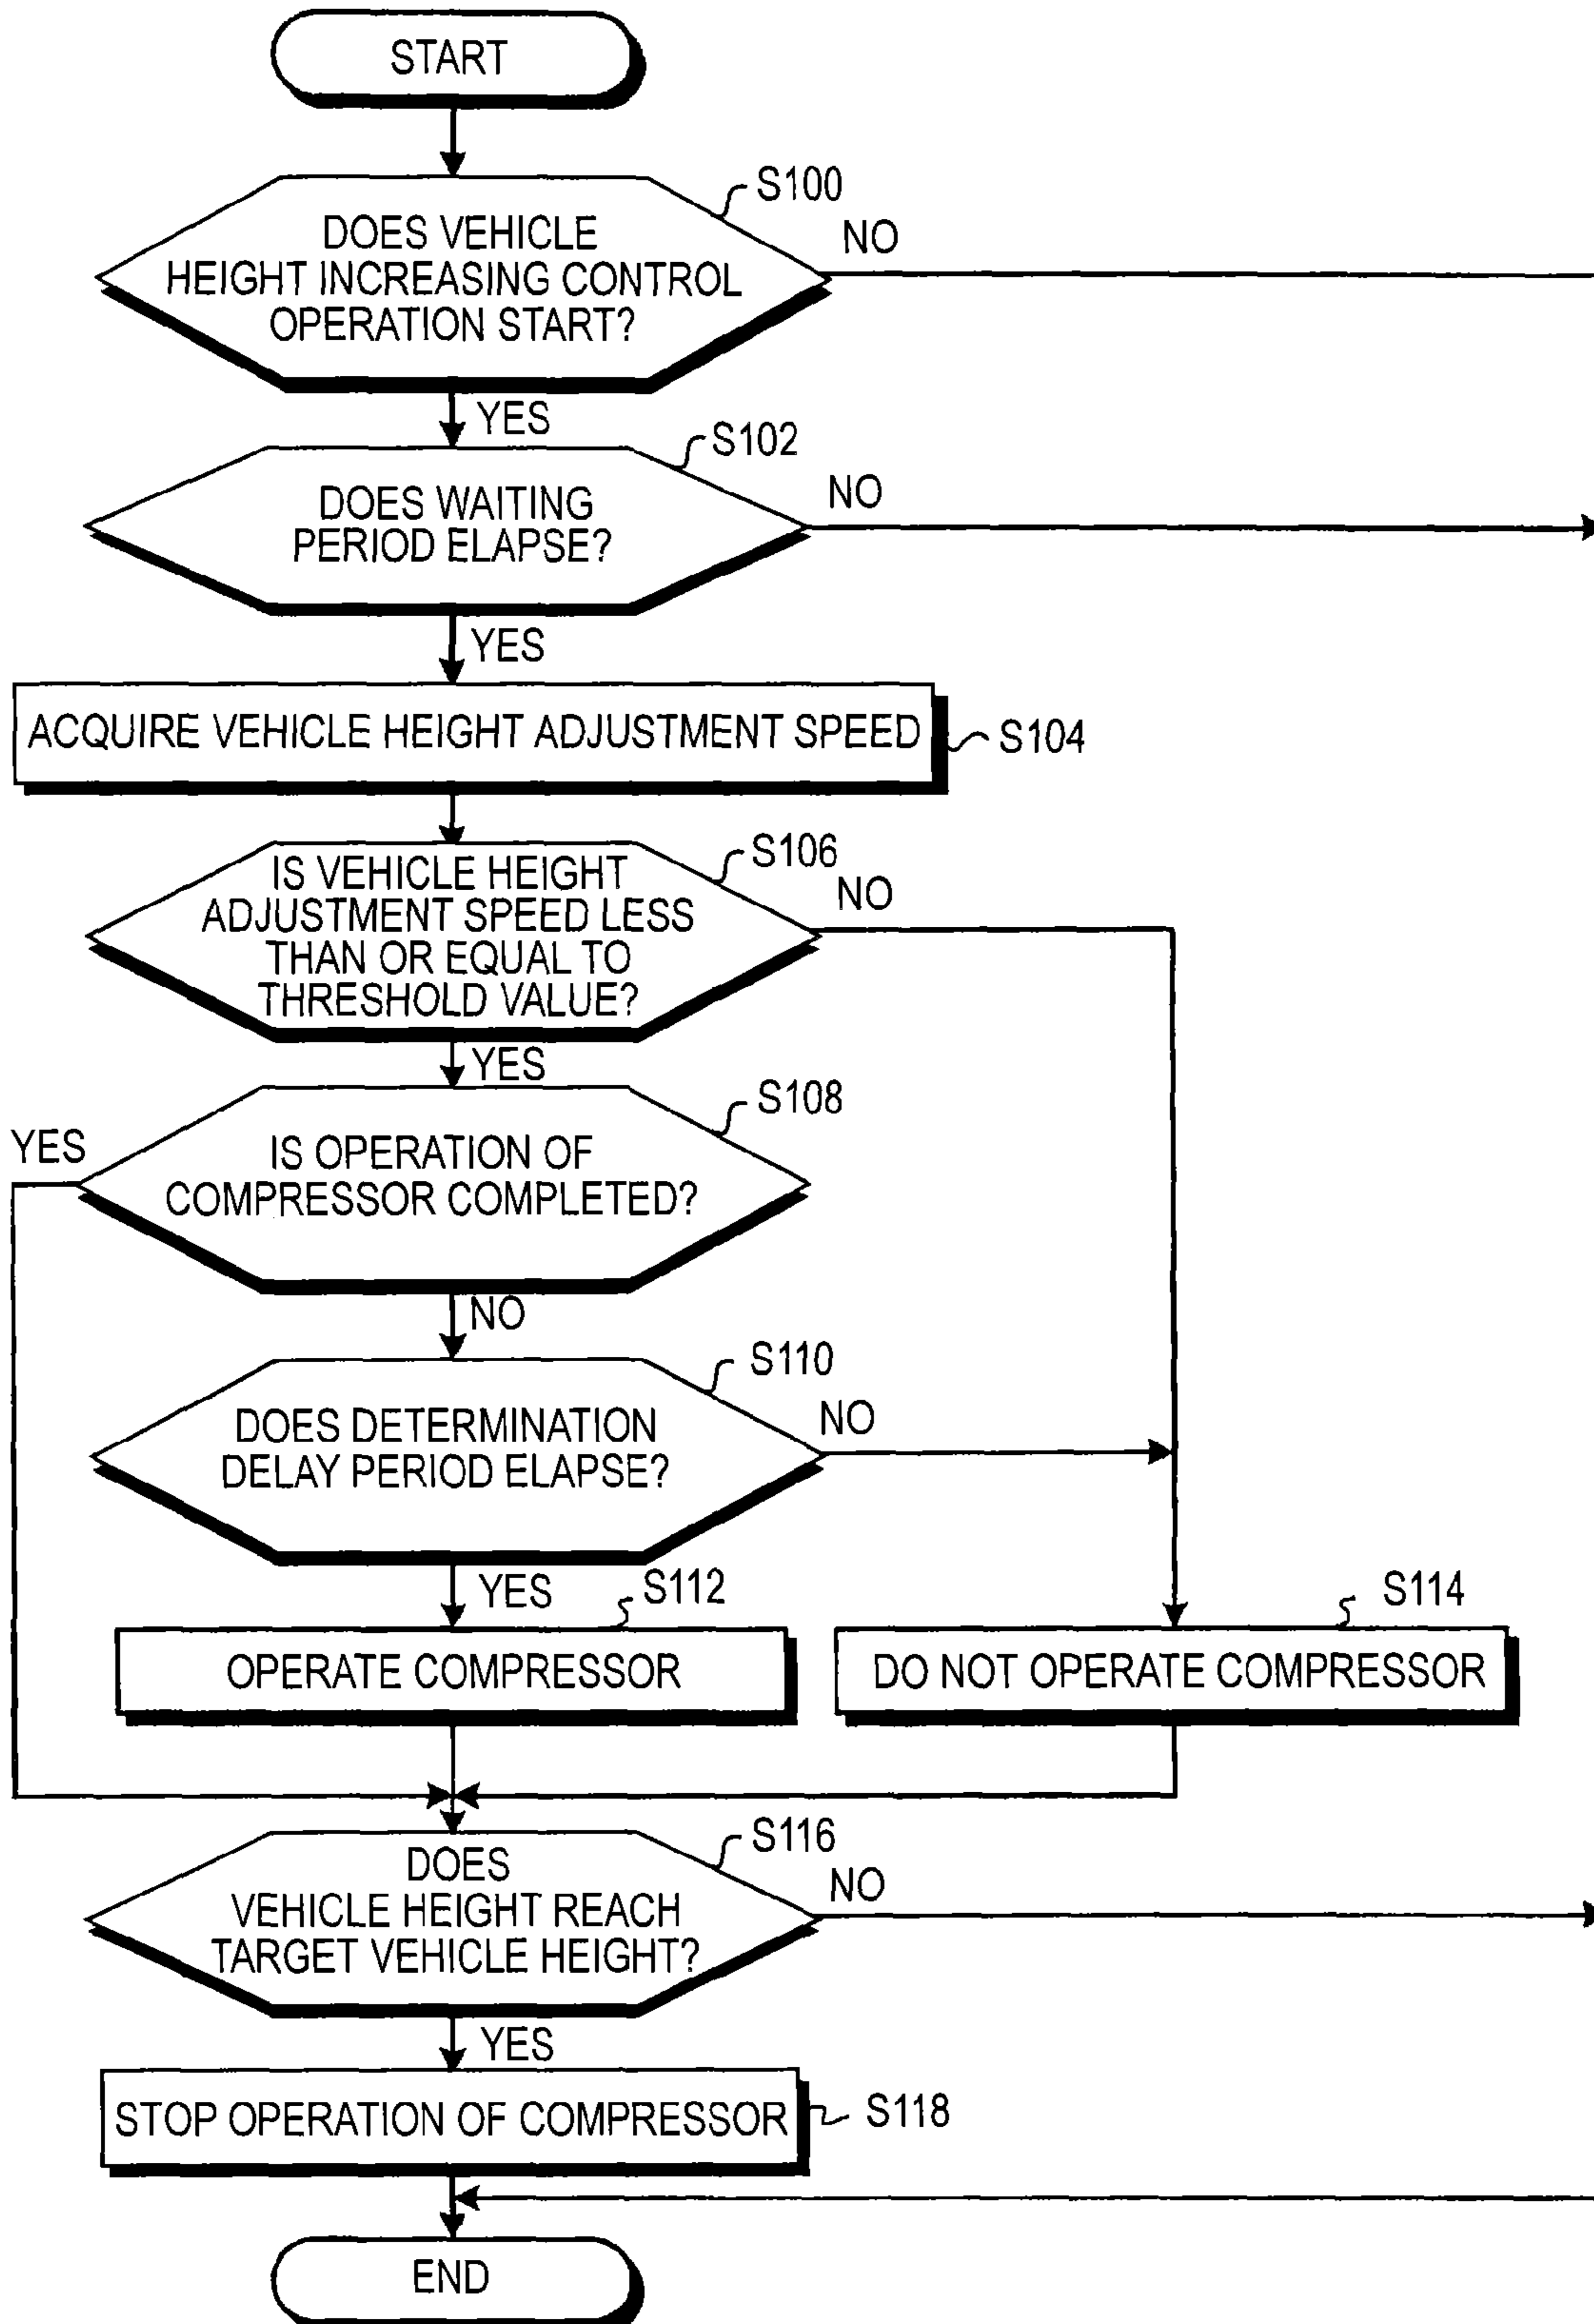 START
S100
DOES VEHICLE
HEIGHT INCREASING CONTROL
OPERATION START?
NO
YES
S102
DOES WAITING
PERIOD ELAPSE?
NO
YES
ACQUIRE VEHICLE HEIGHT ADJUSTMENT SPEED
S104
S106
IS VEHICLE HEIGHT
ADJUSTMENT SPEED LESS
THAN OR EQUAL TO
THRESHOLD VALUE?
NO
YES
S108
YES
IS OPERATION OF
COMPRESSOR COMPLETED?
NO
S110
DOES DETERMINATION
DELAY PERIOD ELAPSE?
NO
YES
S112
S114
OPERATE COMPRESSOR
DO NOT OPERATE COMPRESSOR
S116
DOES
VEHICLE HEIGHT REACH
TARGET VEHICLE HEIGHT?
NO
YES
STOP OPERATION OF COMPRESSOR
S118
END